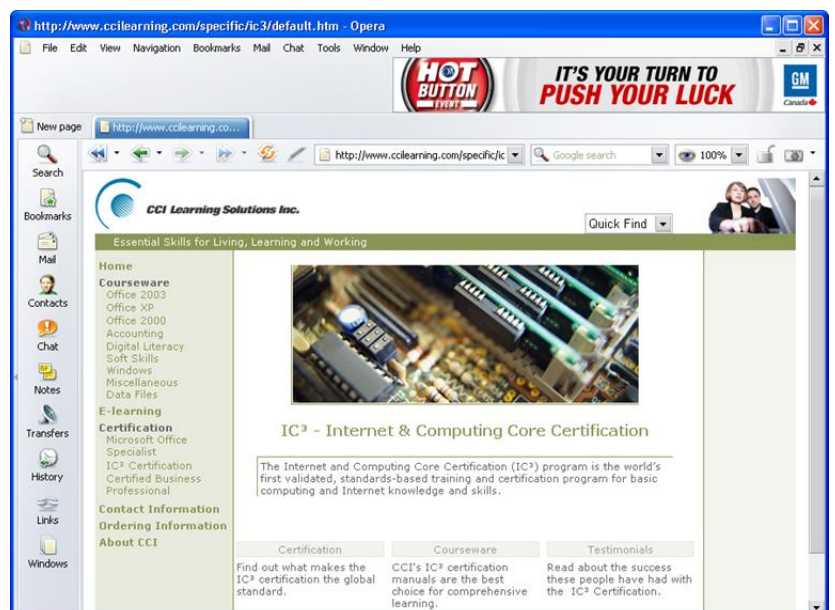 http://www.ccilearning.com/specific/ic3/default.htm - Opera
File Edit View Navigation Bookmarks Mail Chat Tools Window Help
HOT
BUTTON
EVENT
IT'S YOUR TURN TO
PUSH YOUR LUCK
GM
Canada
New page
http://www.ccilearning.co...
http://www.ccilearning.com/specific/ic
Google search
100%
Search
Bookmarks
Mail
Contacts
Chat
Notes
Transfers
History
Links
Windows
CCI Learning Solutions Inc.
Quick Find
Essential Skills for Living, Learning and Working
Home
Courseware
Office 2003
Office XP
Office 2000
Accounting
Digital Literacy
Soft Skills
Windows
Miscellaneous
Data Files
E-learning
Certification
Microsoft Office
Specialist
IC³ Certification
Certified Business
Professional
Contact Information
Ordering Information
About CCI
IC³ - Internet & Computing Core Certification
The Internet and Computing Core Certification (IC³) program is the world's
first validated, standards-based training and certification program for basic
computing and Internet knowledge and skills.
Certification
Find out what makes the
IC³ certification the global
standard.
Courseware
CCI's IC³ certification
manuals are the best
choice for comprehensive
learning.
Testimonials
Read about the success
these people have had with
the IC³ Certification.